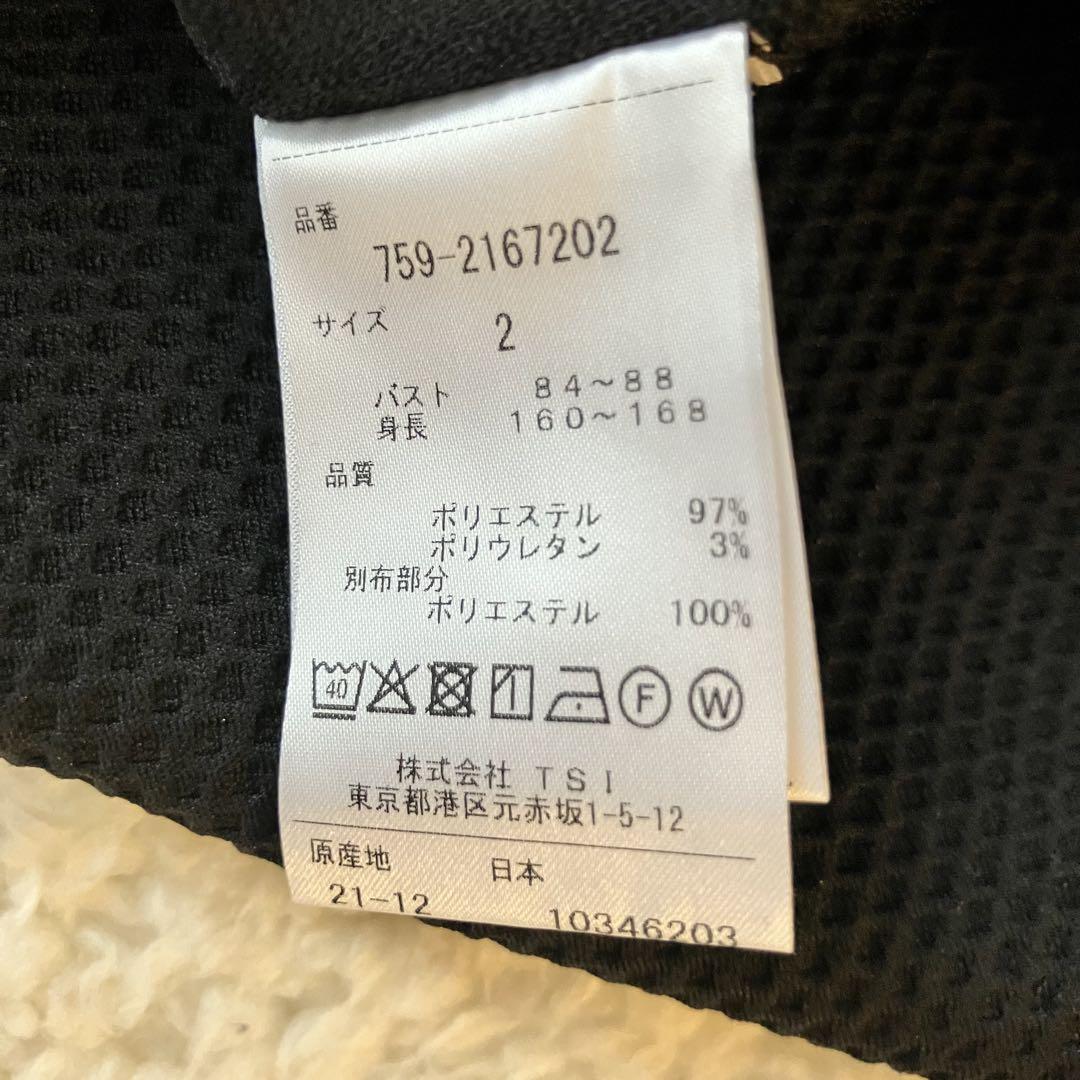 品番
759-2167202
サイズ 2
バスト 84～88
身長 160～168
品質
ポリエステル 97%
ポリウレタン 3%
別布部分
ポリエステル 100%
40 F W
株式会社 TSI
東京都港区元赤坂1-5-12
原産地 日本
21-12 10346203